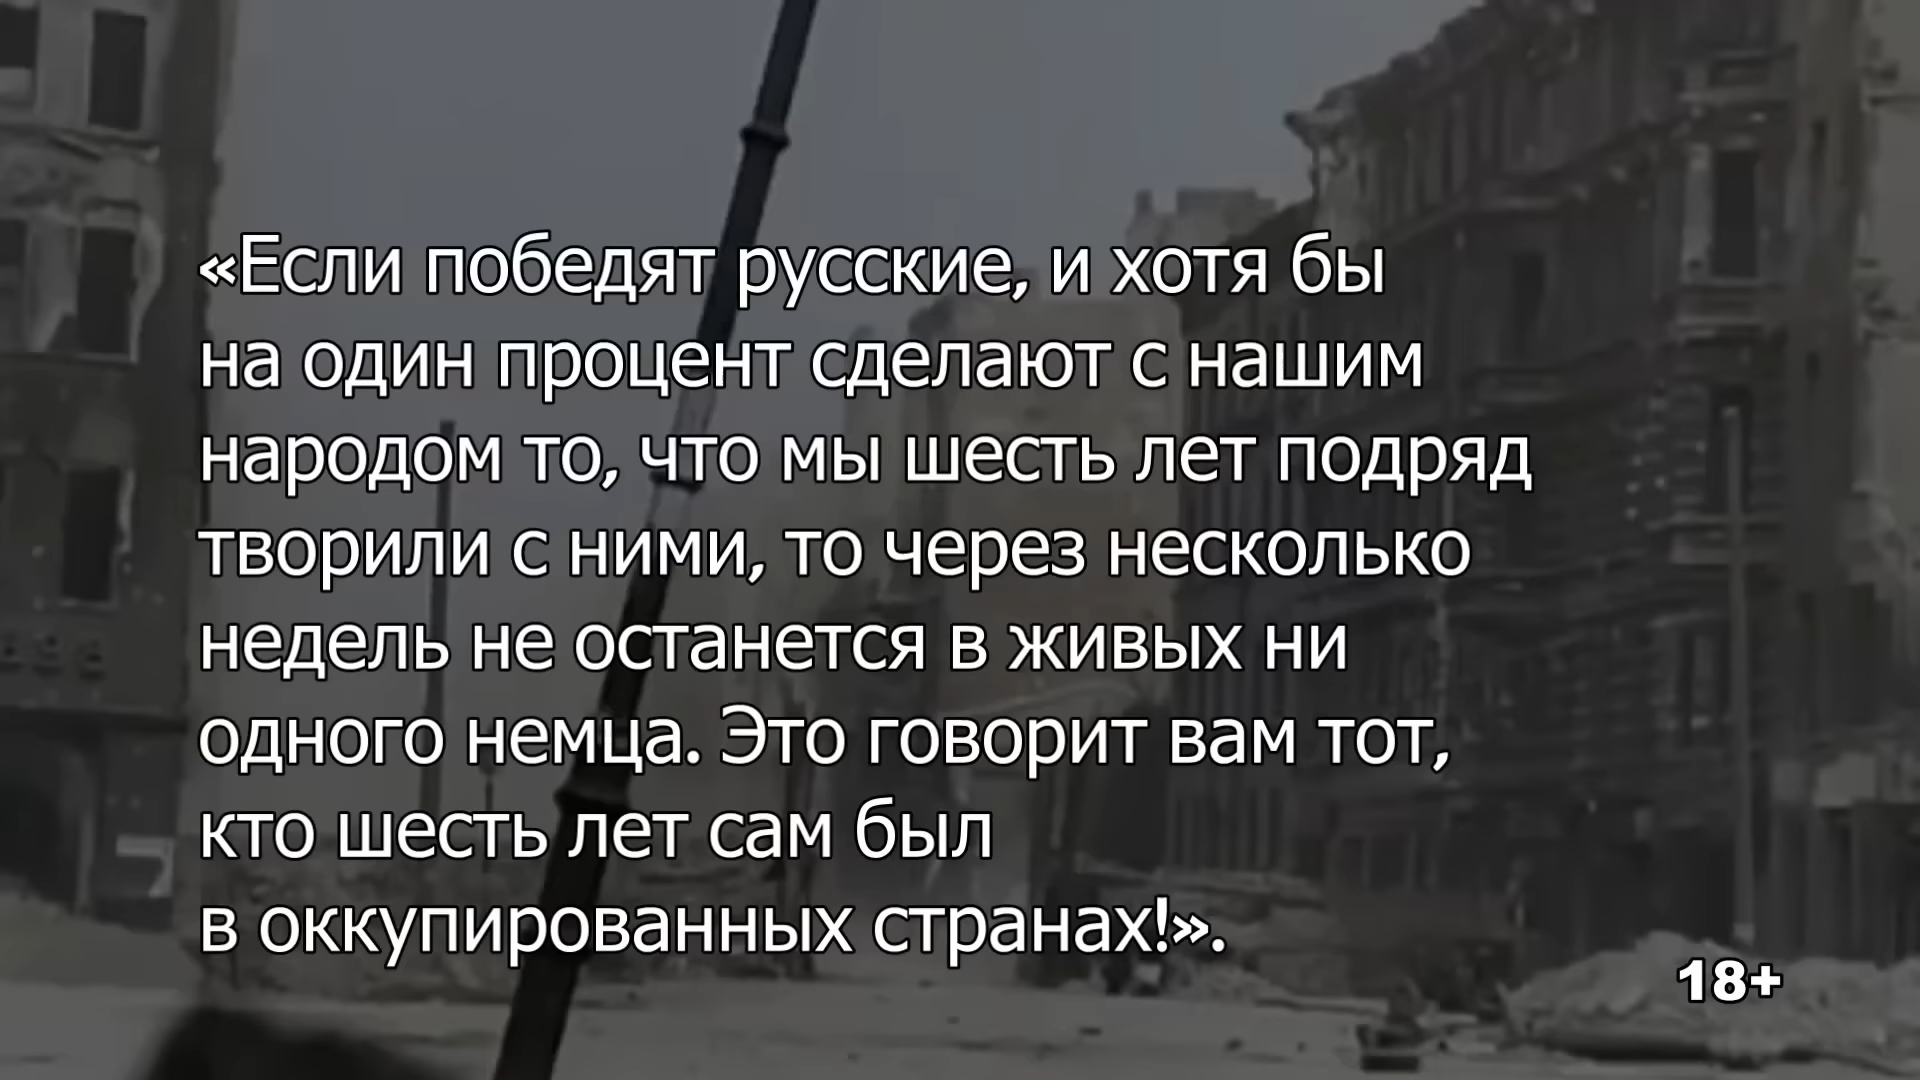 «Если победят русские, и хотя бы
на один процент сделают с нашим
народом то, что мы шесть лет подряд
творили с ними, то через несколько
недель не останется в живых ни
одного немца. Это говорит вам тот,
кто шесть лет сам был
в оккупированных странах!».
18+